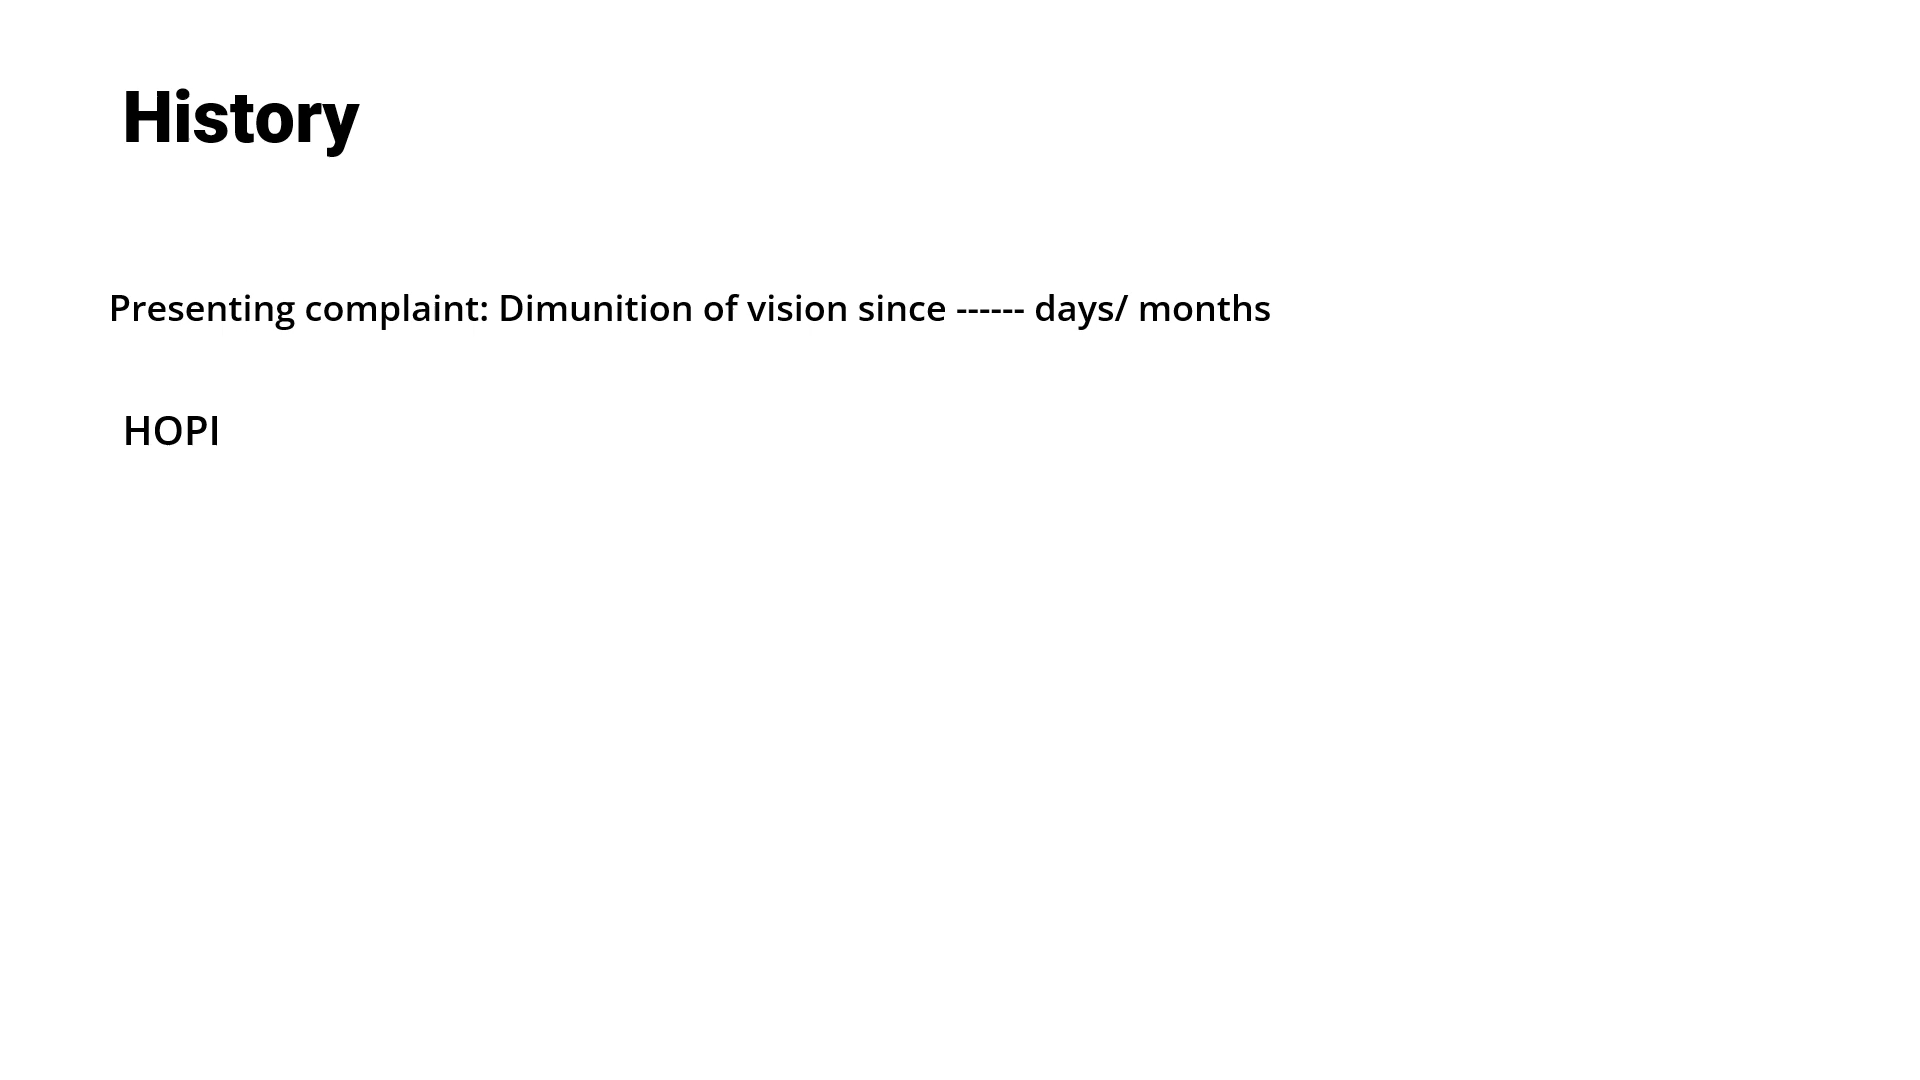 History
Presenting complaint: Dimunition of vision since ------ days/ months
HOPI